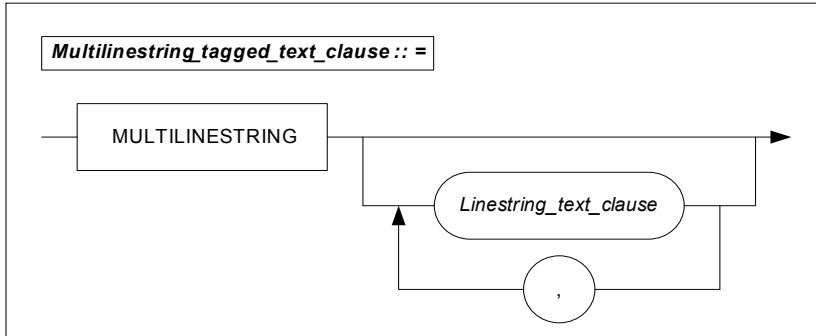 Multilinestring_tagged_text_clause :: =
MULTILINESTRING
Linestring_text_clause
,